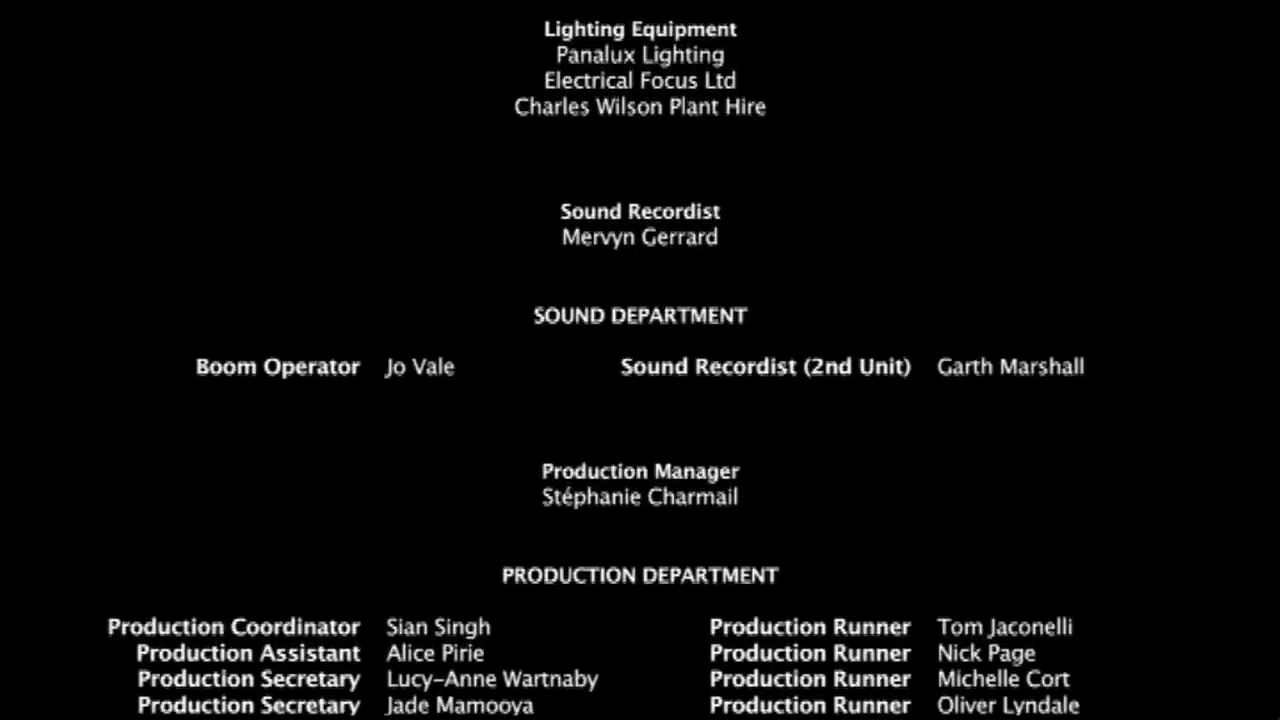 Lighting Equipment
Panalux Lighting
Electrical Focus Ltd
Charles Wilson Plant Hire
Sound Recordist
Mervyn Gerrard
SOUND DEPARTMENT
Boom Operator Jo Vale Sound Recordist (2nd Unit) Garth Marshall
Production Manager
Stéphanie Charmail
PRODUCTION DEPARTMENT
Production Coordinator Sian Singh Production Runner Tom Jaconelli
Production Assistant Alice Pirie Production Runner Nick Page
Production Secretary Lucy-Anne Wartnaby Production Runner Michelle Cort
Production Secretary Jade Mamooya Production Runner Oliver Lyndale